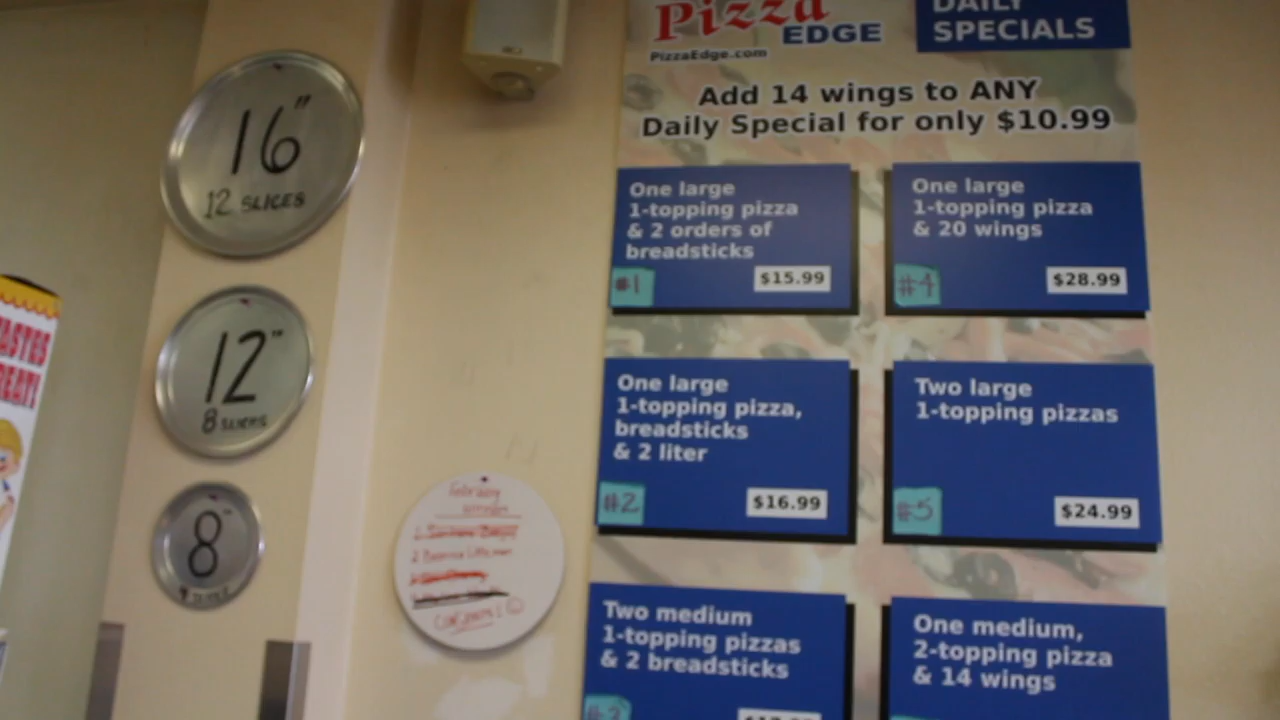 16"
12 SLICES
12"
8 SLICES
8"
Pizza
EDGE
PizzaEdge.com
DAILY
SPECIALS
Add 14 wings to ANY
Daily Special for only $10.99
One large
1-topping pizza
& 2 orders of
breadsticks
#1
$15.99
One large
1-topping pizza
& 20 wings
#4
$28.99
One large
1-topping pizza,
breadsticks
& 2 liter
#2
$16.99
Two large
1-topping pizzas
#5
$24.99
Two medium
1-topping pizzas
& 2 breadsticks
#3
One medium,
2-topping pizza
& 14 wings
February